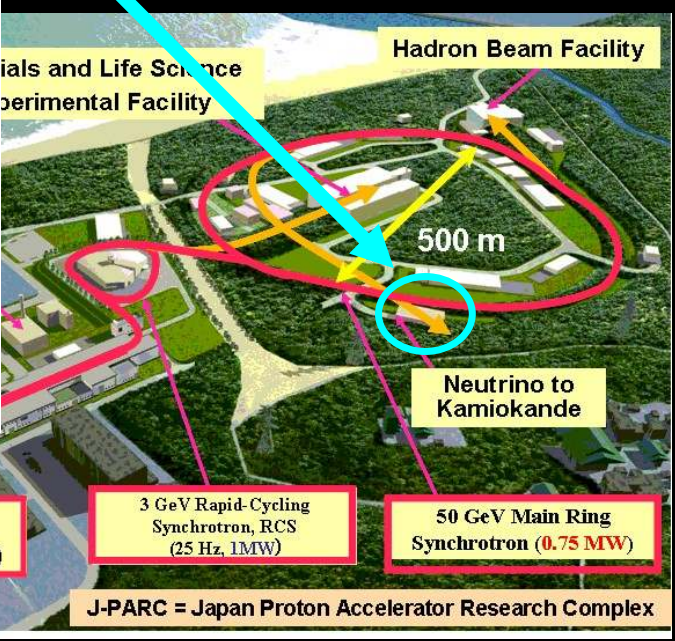 Hadron Beam Facility
ials and Life Science
perimental Facility
500 m
Neutrino to
Kamiokande
3 GeV Rapid-Cycling
Synchrotron, RCS
(25 Hz, 1MW)
50 GeV Main Ring
Synchrotron (0.75 MW)
)
J-PARC = Japan Proton Accelerator Research Complex